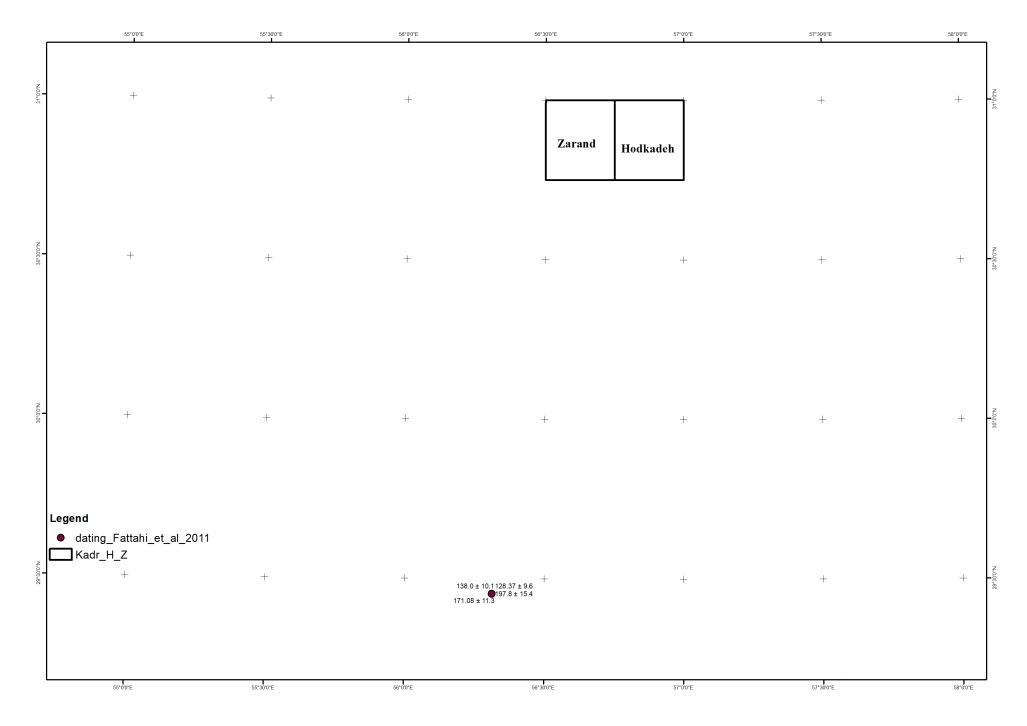 55°0'0"E 55°30'0"E 56°0'0"E 56°30'0"E 57°0'0"E 57°30'0"E 58°0'0"E
31°0'0"N
31°0'0"N
Zarand
Hodkadeh
30°30'0"N
30°30'0"N
30°0'0"N
30°0'0"N
Legend
dating_Fattahi_et_al_2011
Kadr_H_Z
29°30'0"N
29°30'0"N
138.0 ± 10.1 128.37 ± 9.6
197.8 ± 15.4
171.08 ± 11.3
55°0'0"E 55°30'0"E 56°0'0"E 56°30'0"E 57°0'0"E 57°30'0"E 58°0'0"E